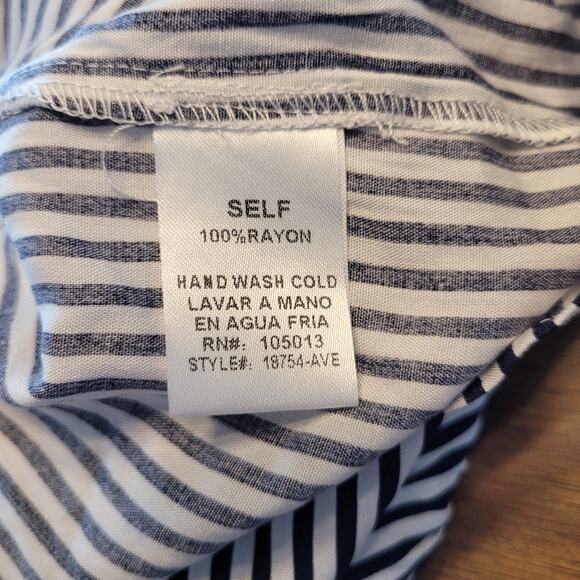 SELF
100%RAYON
HAND WASH COLD
LAVAR A MANO
EN AGUA FRIA
RN#: 105013
STYLE#: 18754-AVE